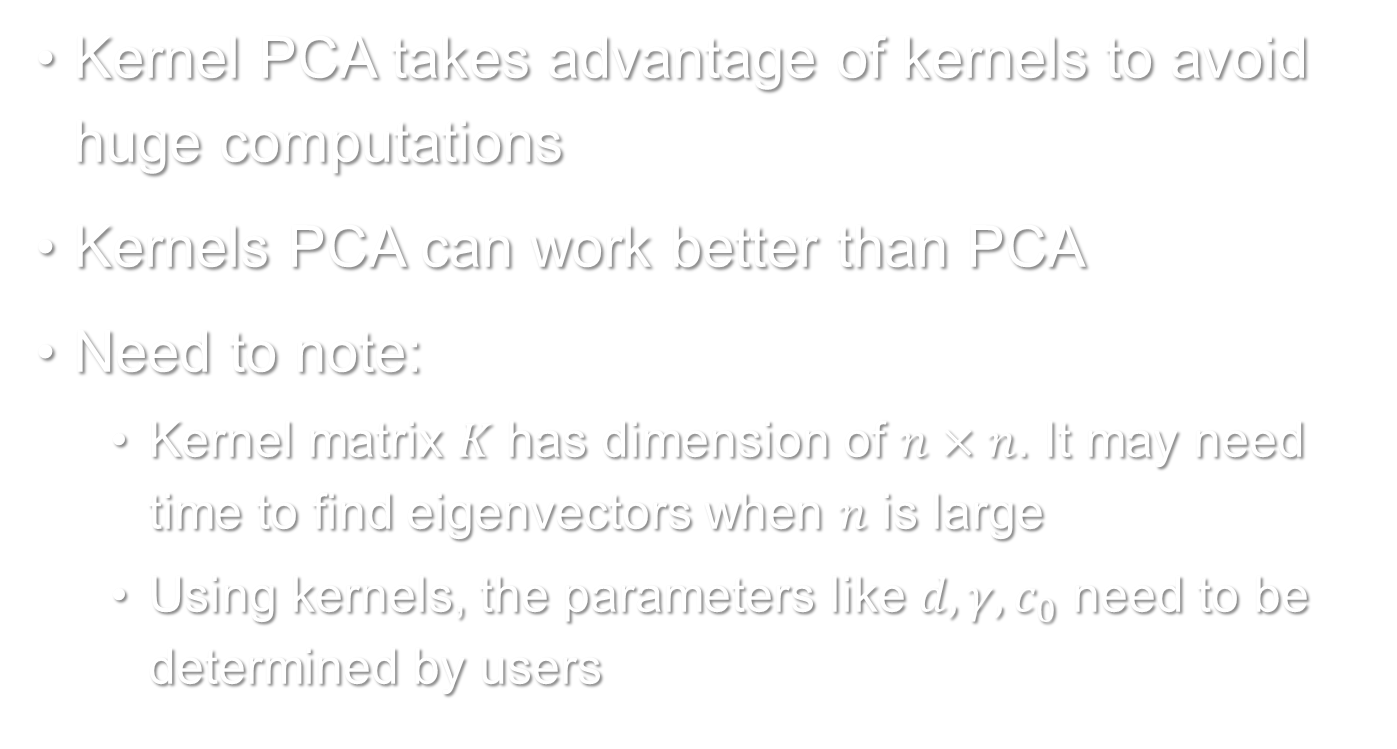 • Kernel PCA takes advantage of kernels to avoid
huge computations
• Kernels PCA can work better than PCA
• Need to note:
• Kernel matrix K has dimension of n × n. It may need
time to find eigenvectors when n is large
• Using kernels, the parameters like d, γ, c₀ need to be
determined by users